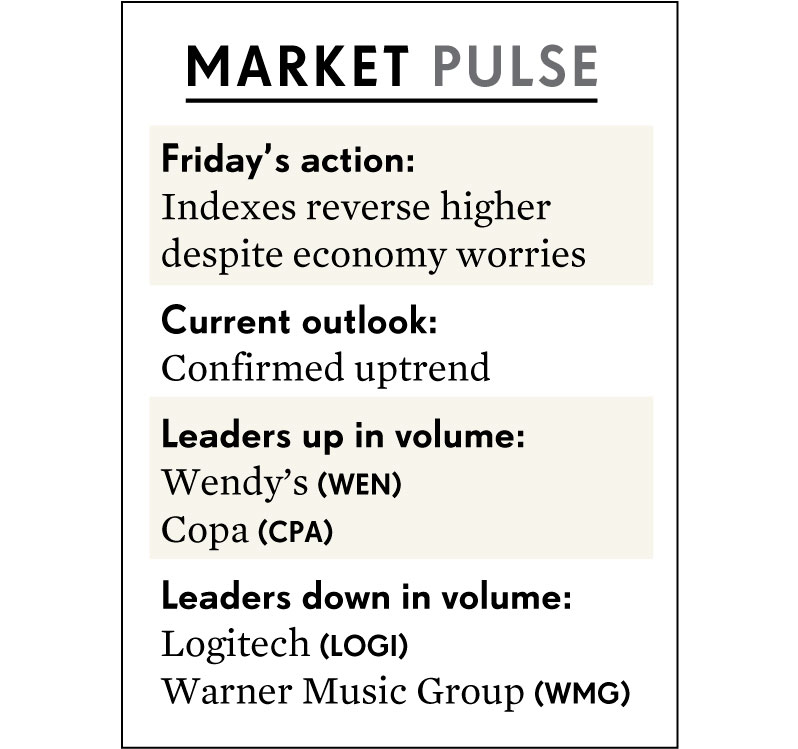 MARKET PULSE
Friday’s action:
Indexes reverse higher
despite economy worries
Current outlook:
Confirmed uptrend
Leaders up in volume:
Wendy’s (WEN)
Copa (CPA)
Leaders down in volume:
Logitech (LOGI)
Warner Music Group (WMG)